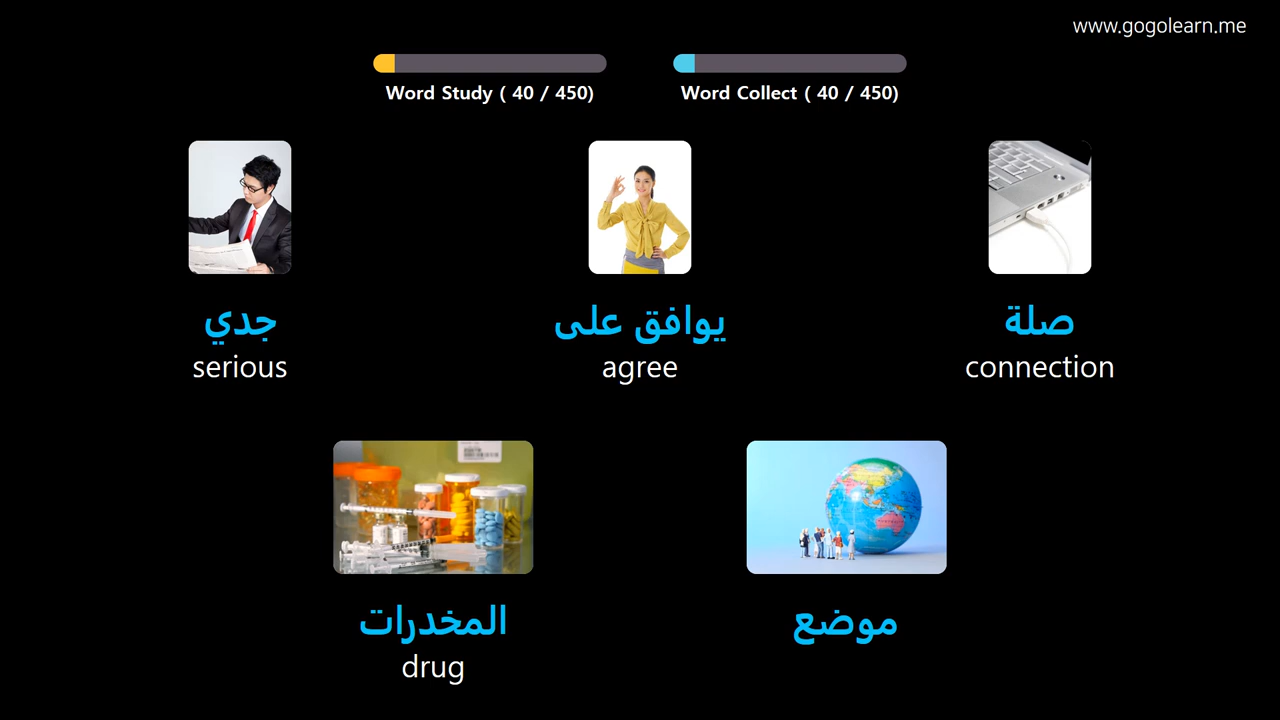 www.gogolearn.me
Word Study ( 40 / 450)
Word Collect ( 40 / 450)
جدي
serious
يوافق على
agree
صلة
connection
المخدرات
drug
موضع